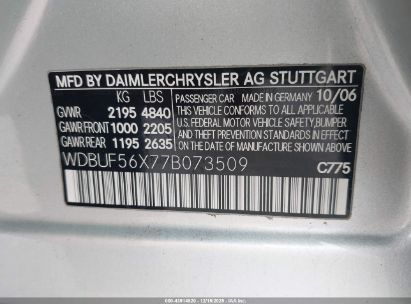 MFD BY DAIMLERCHRYSLER AG STUTTGART
KG LBS PASSENGER CAR MADE IN GERMANY 10/06
GVWR 2195 4840 THIS VEHICLE CONFORMS TO ALL APPLICABLE
GAWR FRONT 1000 2205 U.S. FEDERAL MOTOR VEHICLE SAFETY, BUMPER
GAWR REAR 1195 2635 AND THEFT PREVENTION STANDARDS IN EFFECT ON
THE DATE OF MANUFACTURE SHOWN ABOVE
WDBUF56X77B073509 C775